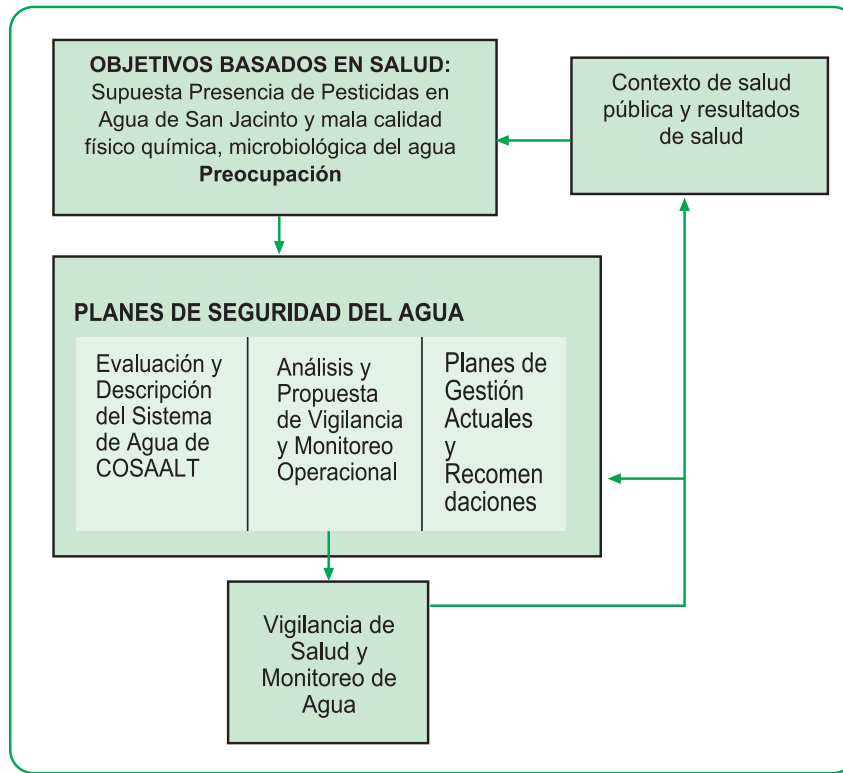 OBJETIVOS BASADOS EN SALUD:
Supuesta Presencia de Pesticidas en
Agua de San Jacinto y mala calidad
físico química, microbiológica del agua
Preocupación
Contexto de salud
pública y resultados
de salud
PLANES DE SEGURIDAD DEL AGUA
Evaluación y
Descripción
del Sistema
de Agua de
COSAALT
Análisis y
Propuesta
de Vigilancia
y Monitoreo
Operacional
Planes de
Gestión
Actuales
y
Recomen
daciones
Vigilancia de
Salud y
Monitoreo de
Agua